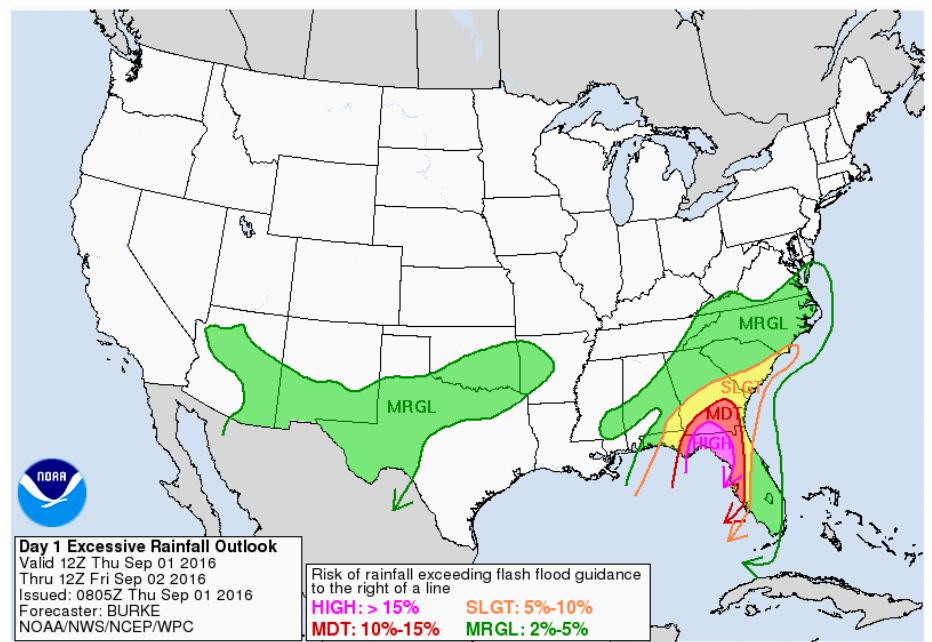 MRGL
SLGT
MD
HIGH
MRGL
NOAA
Day 1 Excessive Rainfall Outlook
Valid 12Z Thu Sep 01 2016
Thru 12Z Fri Sep 02 2016
Issued: 0805Z Thu Sep 01 2016
Forecaster: BURKE
NOAA/NWS/NCEP/WPC
Risk of rainfall exceeding flash flood guidance
to the right of a line
HIGH: > 15% SLGT: 5%-10%
MDT: 10%-15% MRGL: 2%-5%